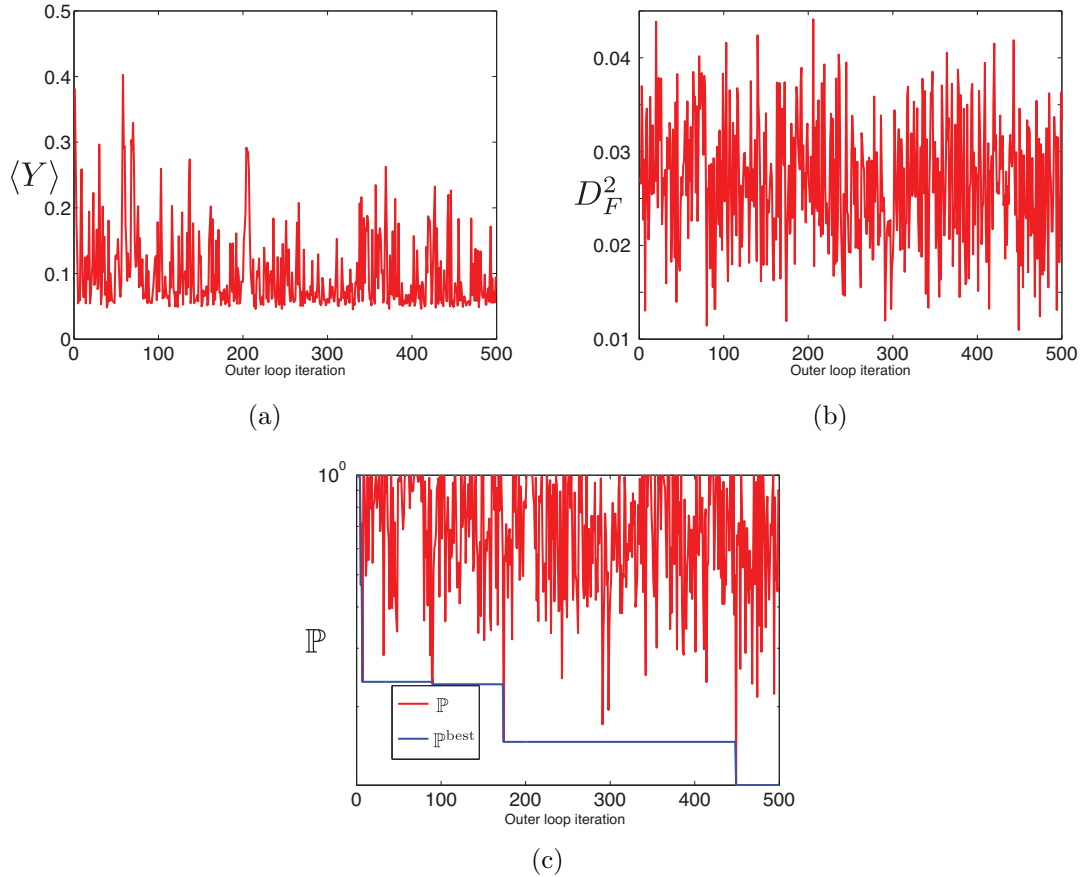 0.5
0.4
0.3
0.2
0.1
0
⟨Y⟩
0 100 200 300 400 500
Outer loop iteration
(a)
0.04
0.03
0.02
0.01
D_F^2
0 100 200 300 400 500
Outer loop iteration
(b)
10^0
ℙ
ℙ
ℙ^best
0 100 200 300 400 500
Outer loop iteration
(c)